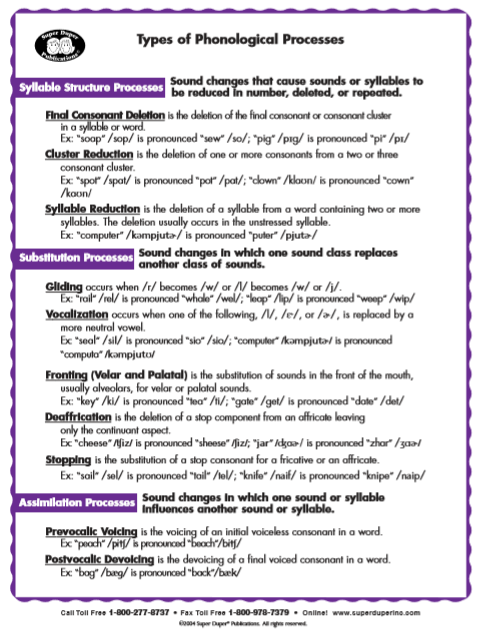 Super Duper
Publications®
Types of Phonological Processes
Syllable Structure Processes
Sound changes that cause sounds or syllables to
be reduced in number, deleted, or repeated.
Final Consonant Deletion is the deletion of the final consonant or consonant cluster
in a syllable or word.
Ex: "soap" /sop/ is pronounced "sew" /so/; "pig" /pɪg/ is pronounced "pi" /pɪ/
Cluster Reduction is the deletion of one or more consonants from a two or three
consonant cluster.
Ex: "spot" /spat/ is pronounced "pot" /pat/; "clown" /klaʊn/ is pronounced "cown"
/kaʊn/
Syllable Reduction is the deletion of a syllable from a word containing two or more
syllables. The deletion usually occurs in the unstressed syllable.
Ex: "computer" /kəmpjutɚ/ is pronounced "puter" /pjutɚ/
Substitution Processes
Sound changes in which one sound class replaces
another class of sounds.
Gliding occurs when /r/ becomes /w/ or /l/ becomes /w/ or /j/.
Ex: "rail" /rel/ is pronounced "whale" /wel/; "leap" /lip/ is pronounced "weep" /wip/
Vocalization occurs when one of the following, /l/, /ɝ/, or /ɚ/, is replaced by a
more neutral vowel.
Ex: "seal" /sil/ is pronounced "sio" /sio/; "computer" /kəmpjutɚ/ is pronounced
"computa" /kəmpjutə/
Fronting (Velar and Palatal) is the substitution of sounds in the front of the mouth,
usually alveolars, for velar or palatal sounds.
Ex: "key" /ki/ is pronounced "tea" /ti/; "gate" /get/ is pronounced "date" /det/
Deaffrication is the deletion of a stop component from an affricate leaving
only the continuant aspect.
Ex: "cheese" /tʃiz/ is pronounced "sheese" /ʃiz/; "jar" /dʒɑɚ/ is pronounced "zhar" /ʒɑɚ/
Stopping is the substitution of a stop consonant for a fricative or an affricate.
Ex: "sail" /sel/ is pronounced "tail" /tel/; "knife" /naif/ is pronounced "knipe" /naip/
Assimilation Processes
Sound changes in which one sound or syllable
influences another sound or syllable.
Prevocalic Voicing is the voicing of an initial voiceless consonant in a word.
Ex: "peach" /pitʃ/ is pronounced "beach"/bitʃ/
Postvocalic Devoicing is the devoicing of a final voiced consonant in a word.
Ex: "bag" /bæg/ is pronounced "back"/bæk/
Call Toll Free 1-800-277-8737 • Fax Toll Free 1-800-978-7379 • Online! www.superduperinc.com
©2004 Super Duper® Publications. All rights reserved.